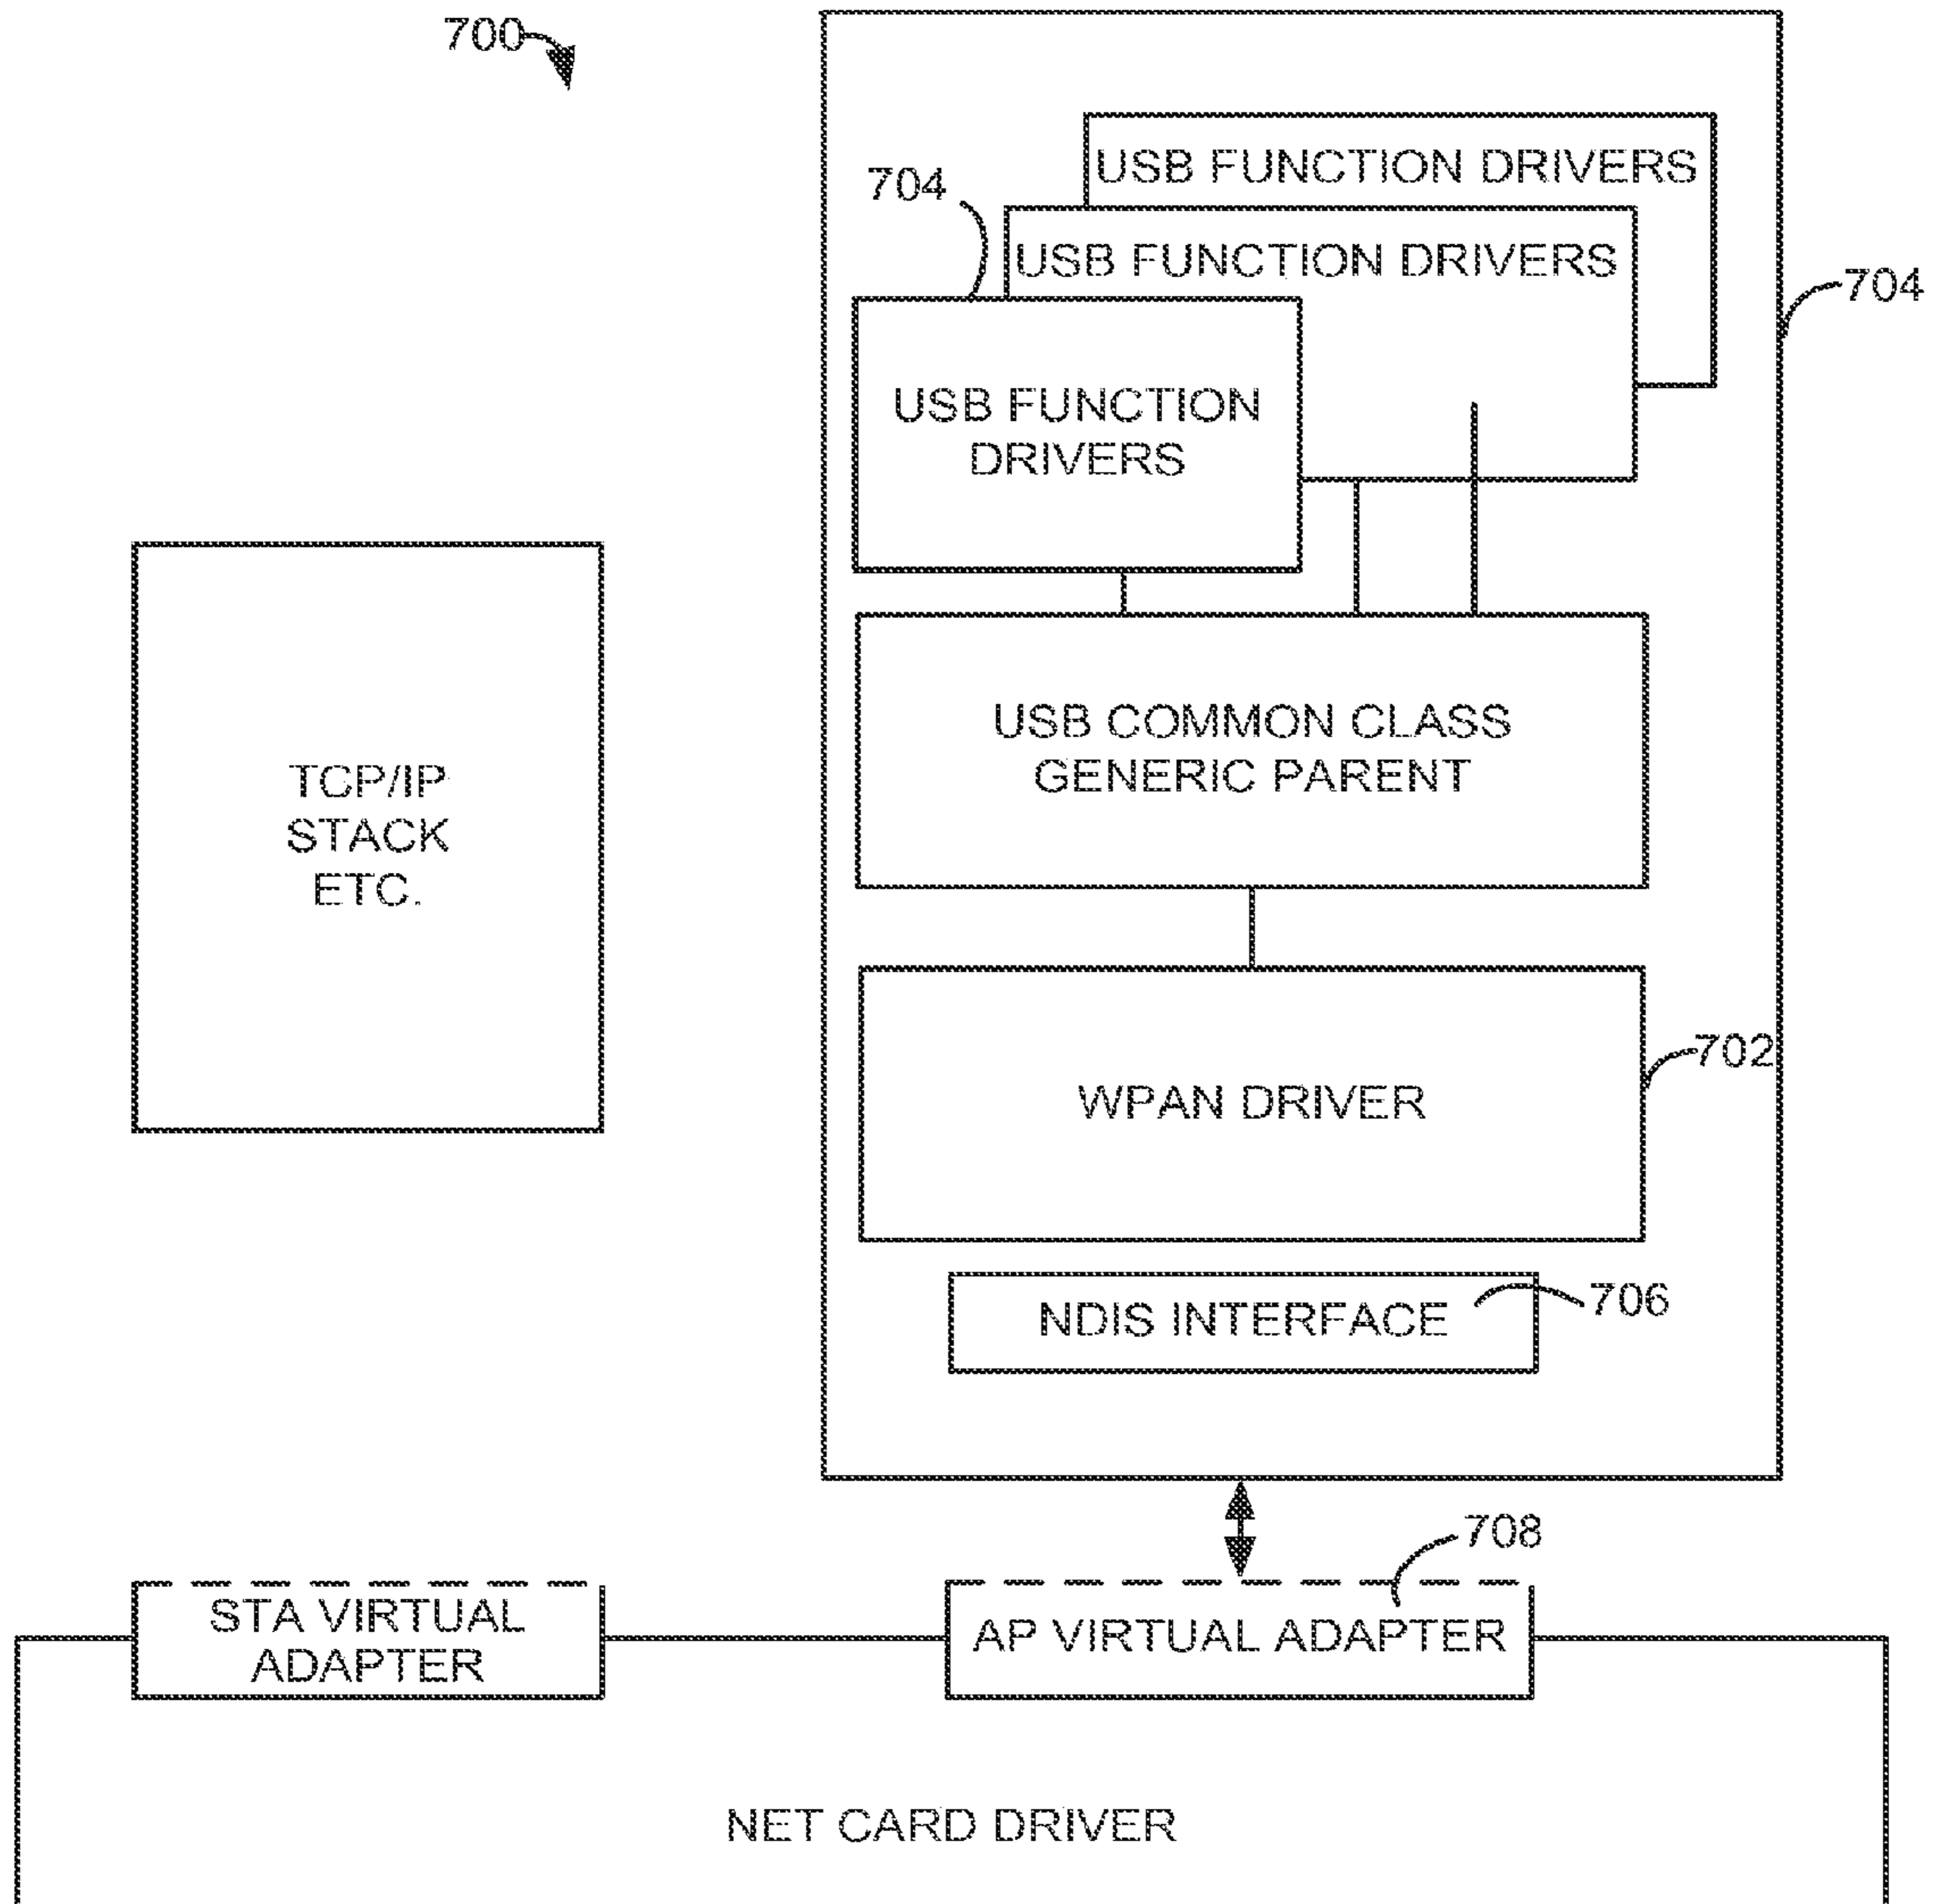 700
USB FUNCTION DRIVERS
704
USB FUNCTION DRIVERS
704
USB FUNCTION
DRIVERS
USB COMMON CLASS
GENERIC PARENT
TCP/IP
STACK
ETC.
702
WPAN DRIVER
706
NDIS INTERFACE
708
STA VIRTUAL
ADAPTER
AP VIRTUAL ADAPTER
NET CARD DRIVER